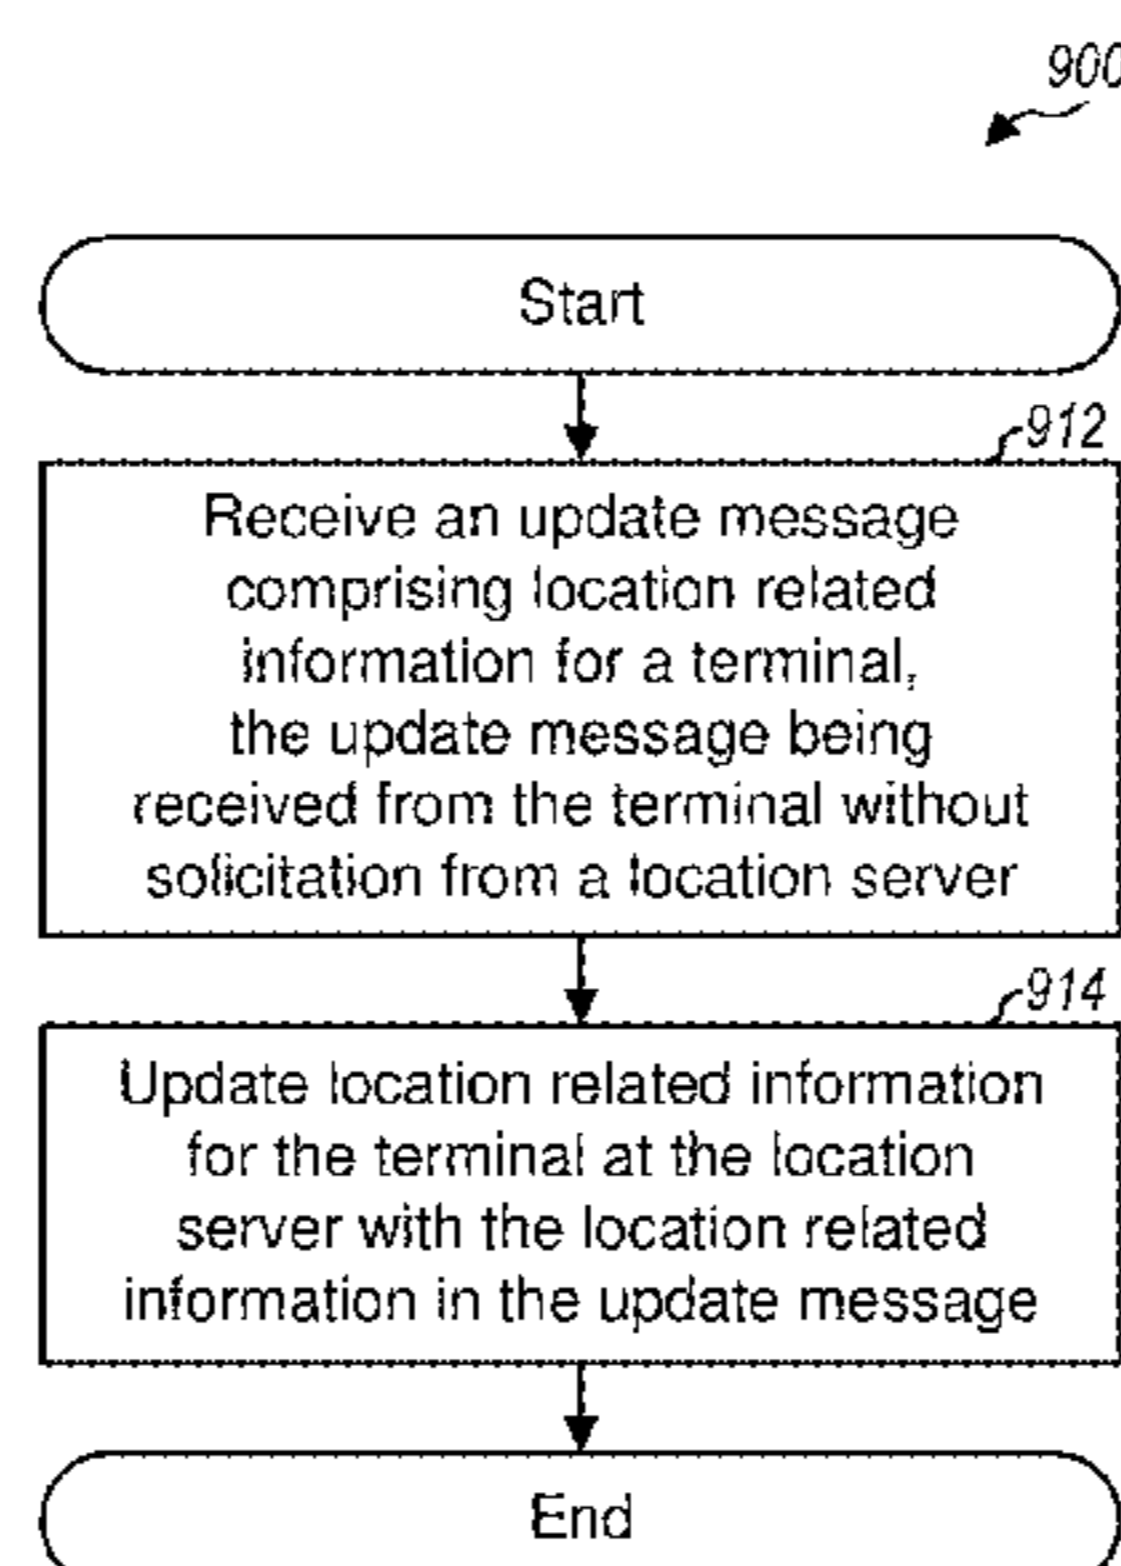 900
Start
912
Receive an update message
comprising location related
information for a terminal,
the update message being
received from the terminal without
solicitation from a location server
914
Update location related information
for the terminal at the location
server with the location related
information in the update message
End